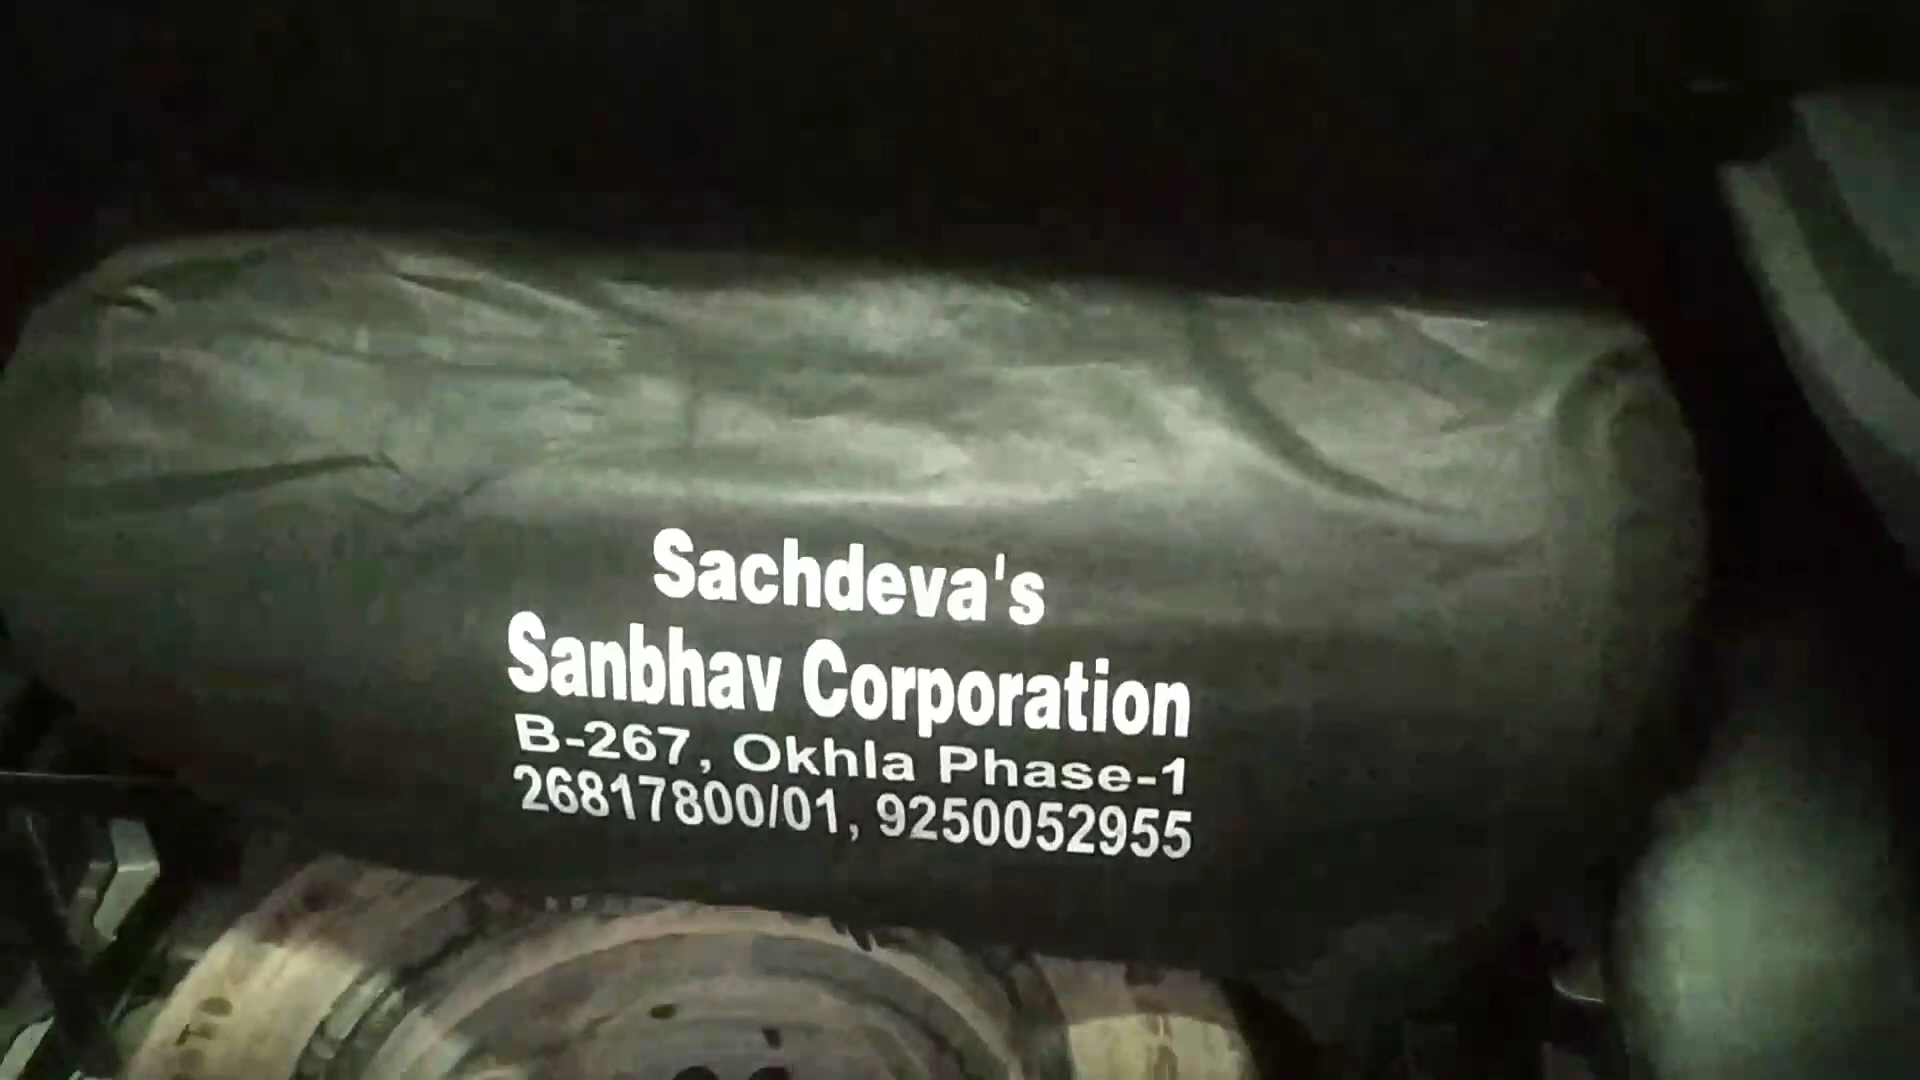 Sachdeva's
Sanbhav Corporation
B-267, Okhla Phase-1
26817800/01, 9250052955